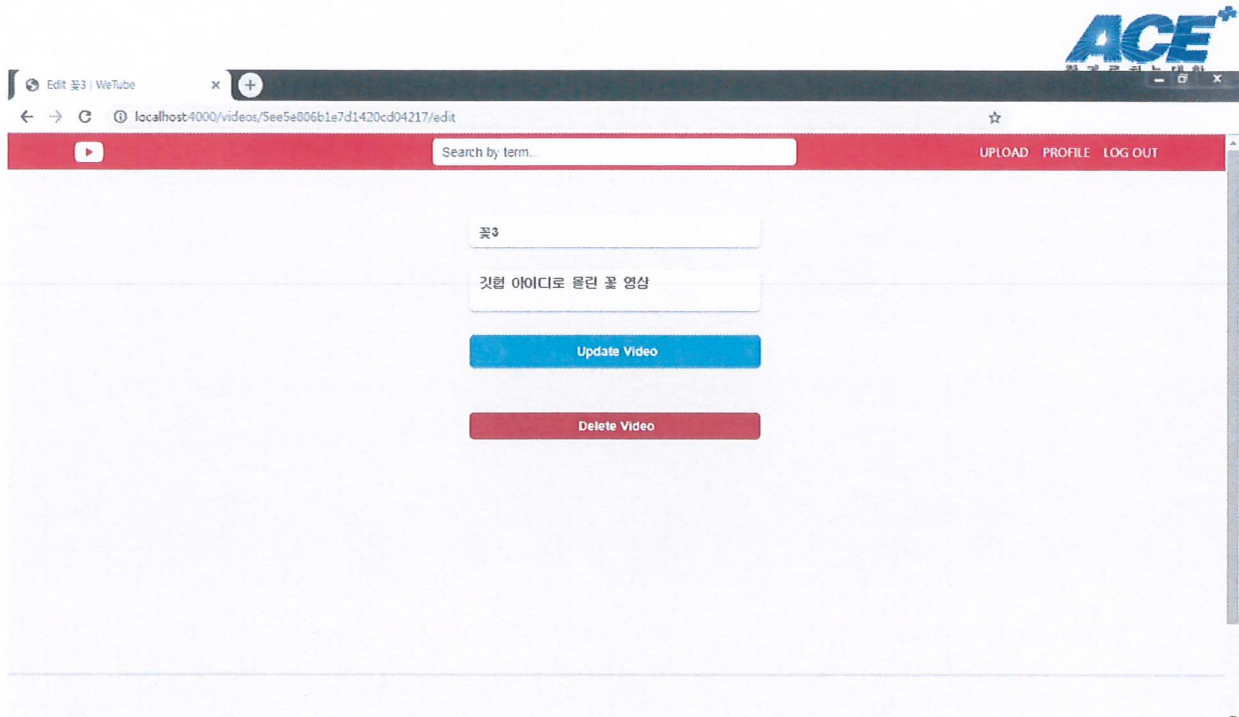 ACE+
Edit 꽃3 | WeTube
localhost:4000/videos/5ee5e806b1e7d1420cd04217/edit
Search by term...
UPLOAD PROFILE LOG OUT
꽃3
깃헙 아이디로 올린 꽃 영상
Update Video
Delete Video